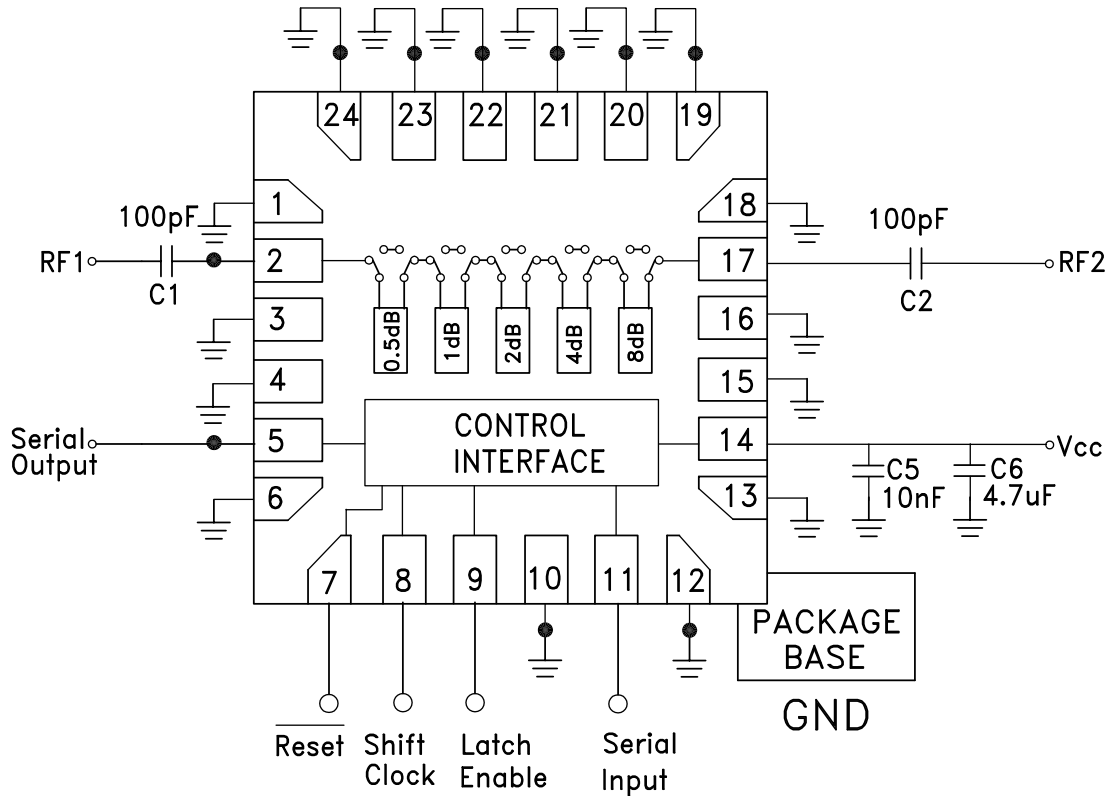 24 23 22 21 20 19
1
18
100pF
100pF
RF1
2
17
RF2
C1
C2
3
16
0.5dB 1dB 2dB 4dB 8dB
4
15
Serial
Output
5
CONTROL
INTERFACE
14
Vcc
C5
10nF
C6
4.7uF
6
13
7 8 9 10 11 12
PACKAGE
BASE
GND
Reset
Shift
Clock
Latch
Enable
Serial
Input